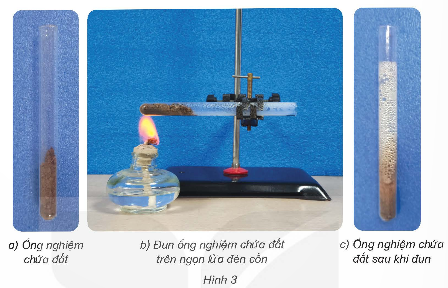 a) Ống nghiệm
chứa đất
b) Đun ống nghiệm chứa đất
trên ngọn lửa đèn cồn
c) Ống nghiệm chứa
đất sau khi đun
Hình 3